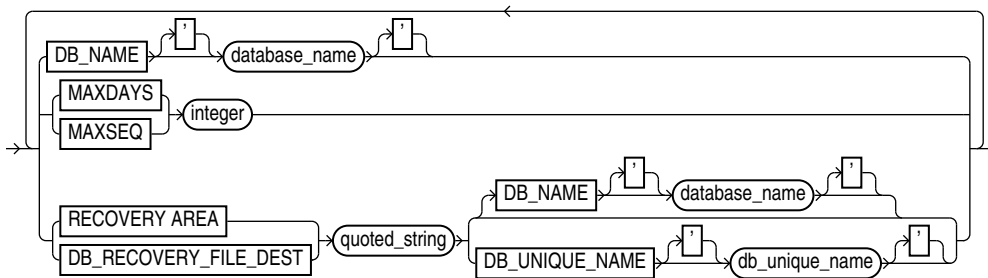 DB_NAME ' database_name '
MAXDAYS
MAXSEQ
integer
RECOVERY AREA
DB_RECOVERY_FILE_DEST
quoted_string
DB_NAME ' database_name '
DB_UNIQUE_NAME ' db_unique_name '